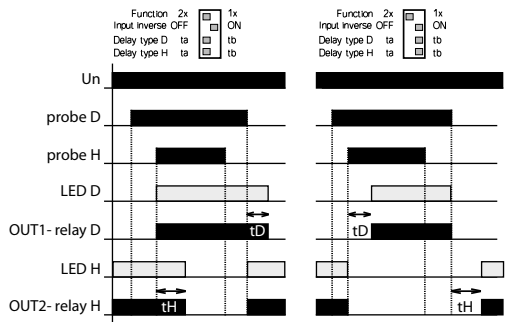 Function 2x 1x
Input inverse OFF ON
Delay type D ta tb
Delay type H ta tb
Function 2x 1x
Input inverse OFF ON
Delay type D ta tb
Delay type H ta tb
Un
probe D
probe H
LED D
tD
OUT1- relay D tD
LED H
OUT2- relay H tH tH